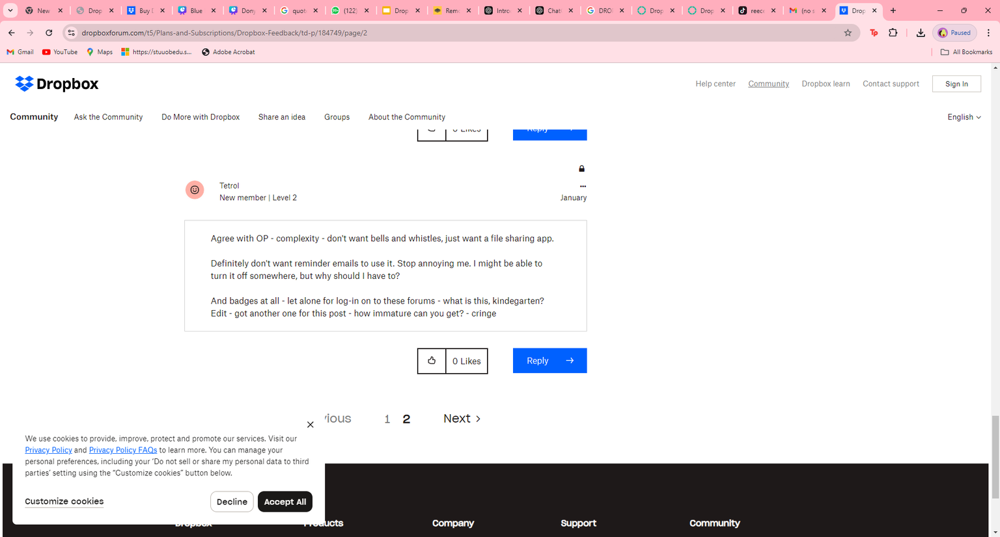 New
Drop
Buy
Blue
Dony
quot
(122)
Drop
Rem
Intro
Chat
DRO
Drop
Drop
reece
(no s
Drop
dropboxforum.com/t5/Plans-and-Subscriptions/Dropbox-Feedback/td-p/184749/page/2
Paused
Gmail
YouTube
Maps
https://stuuobedu.s...
Adobe Acrobat
All Bookmarks
Dropbox
Help center
Community
Dropbox learn
Contact support
Sign In
Community
Ask the Community
Do More with Dropbox
Share an idea
Groups
About the Community
English
0 Likes
Reply
Tetrol
New member | Level 2
January
Agree with OP - complexity - don't want bells and whistles, just want a file sharing app.
Definitely don't want reminder emails to use it. Stop annoying me. I might be able to
turn it off somewhere, but why should I have to?
And badges at all - let alone for log-in on to these forums - what is this, kindegarten?
Edit - got another one for this post - how immature can you get? - cringe
0 Likes
Reply
vious
1
2
Next
We use cookies to provide, improve, protect and promote our services. Visit our
Privacy Policy and Privacy Policy FAQs to learn more. You can manage your
personal preferences, including your ‘Do not sell or share my personal data to third
parties’ setting using the “Customize cookies” button below.
Customize cookies
Decline
Accept All
Dropbox
Products
Company
Support
Community